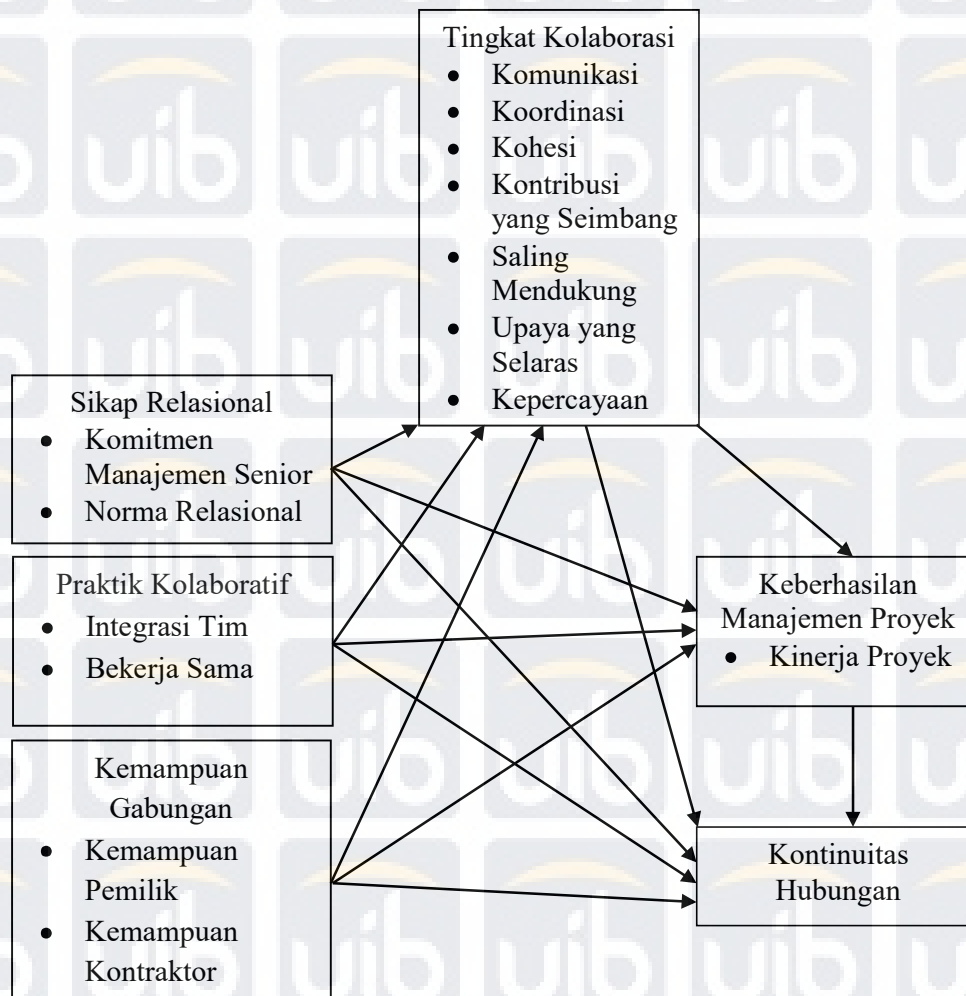 Tingkat Kolaborasi
• Komunikasi
• Koordinasi
• Kohesi
• Kontribusi
yang Seimbang
• Saling
Mendukung
• Upaya yang
Selaras
• Kepercayaan
Sikap Relasional
• Komitmen
Manajemen Senior
• Norma Relasional
Praktik Kolaboratif
• Integrasi Tim
• Bekerja Sama
Kemampuan
Gabungan
• Kemampuan
Pemilik
• Kemampuan
Kontraktor
Keberhasilan
Manajemen Proyek
• Kinerja Proyek
Kontinuitas
Hubungan
uib